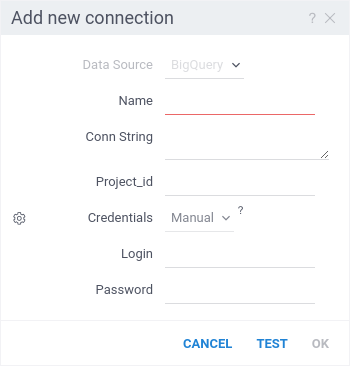 Add new connection ?
Data Source BigQuery
Name
Conn String
Project_id
Credentials Manual ?
Login
Password
CANCEL TEST OK